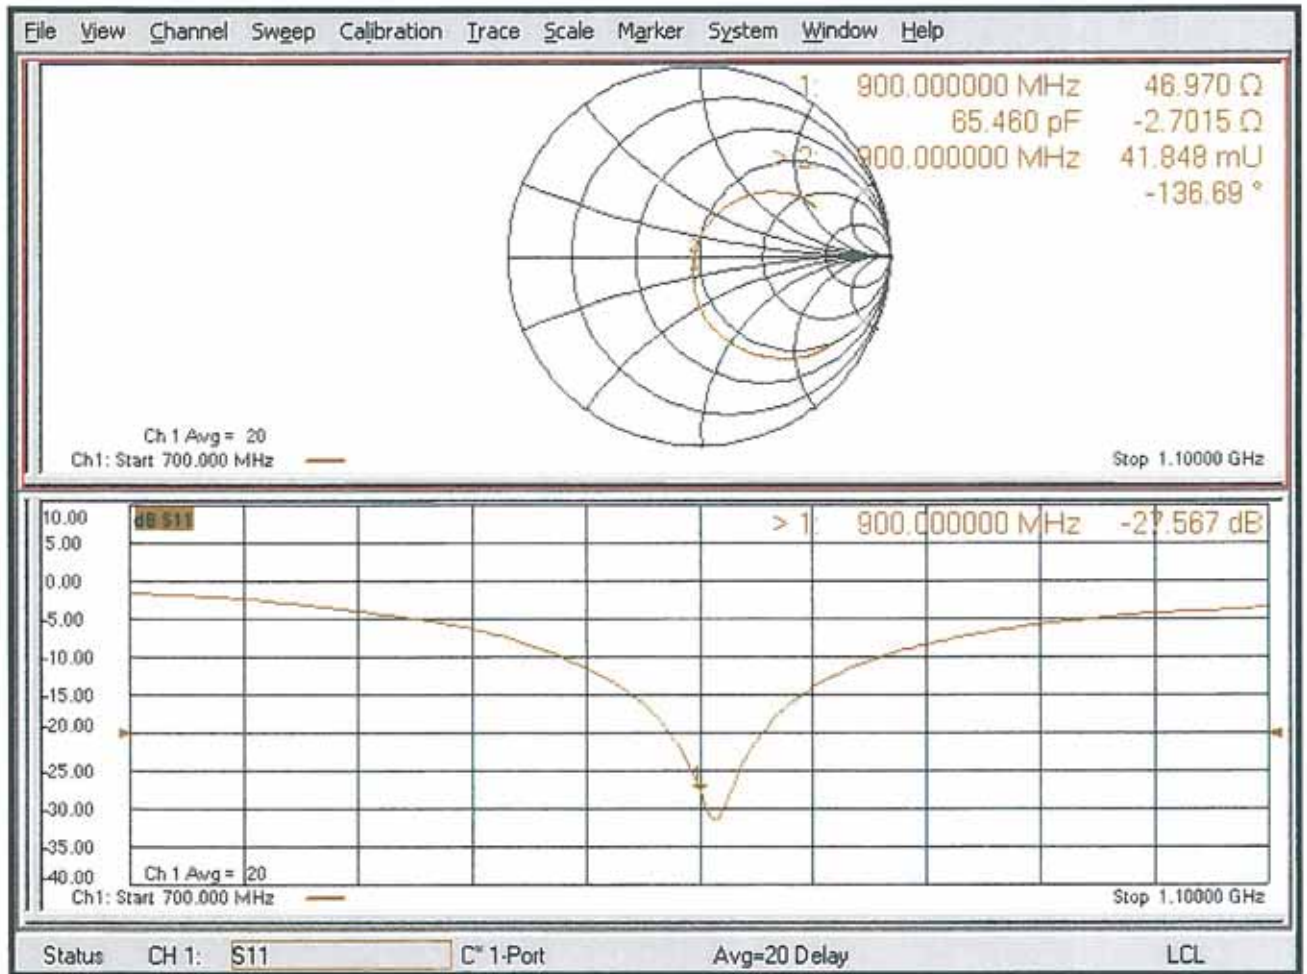 File View Channel Sweep Calibration Trace Scale Marker System Window Help
1: 900.000000 MHz 46.970 Ω
65.460 pF -2.7015 Ω
> 2: 900.000000 MHz 41.848 mU
-136.69 °
Ch 1 Avg = 20
Ch1: Start 700.000 MHz
Stop 1.10000 GHz
10.00
dB S11
> 1: 900.000000 MHz -27.567 dB
5.00
0.00
-5.00
-10.00
-15.00
-20.00
-25.00
-30.00
-35.00
-40.00
Ch 1 Avg = 20
Ch1: Start 700.000 MHz
Stop 1.10000 GHz
Status CH 1: S11 C* 1-Port Avg=20 Delay LCL